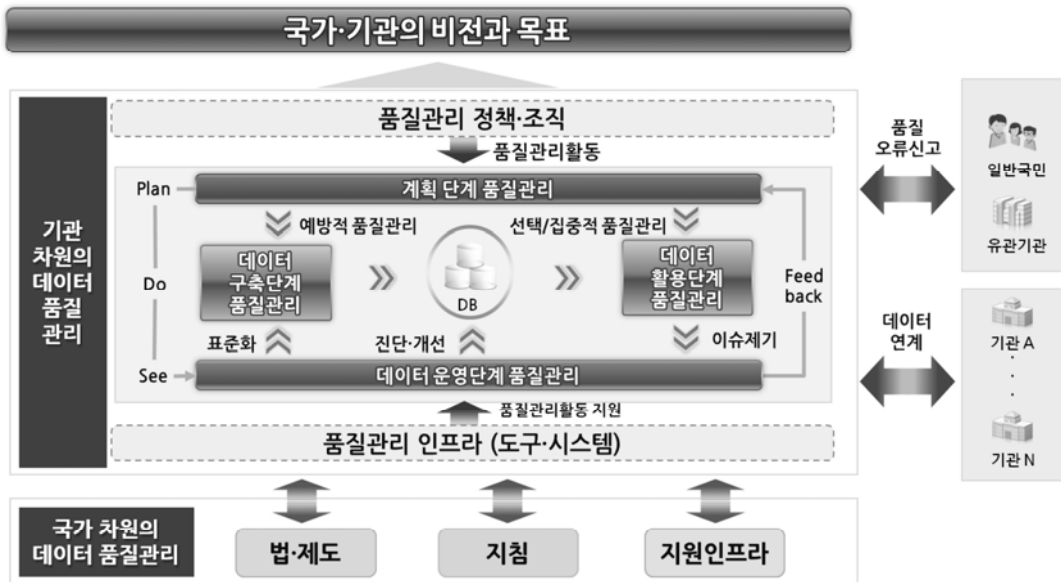 국가·기관의 비전과 목표
기관
차원의
데이터
품질
관리
품질관리 정책·조직
품질관리활동
Plan
계획 단계 품질관리
예방적 품질관리
선택/집중적 품질관리
데이터
구축단계
품질관리
DB
데이터
활용단계
품질관리
Do
Feed
back
표준화
진단·개선
이슈제기
See
데이터 운영단계 품질관리
품질관리활동 지원
품질관리 인프라 (도구·시스템)
품질
오류신고
일반국민
유관기관
데이터
연계
기관 A
·
·
·
·
기관 N
국가 차원의
데이터 품질관리
법·제도
지침
지원인프라